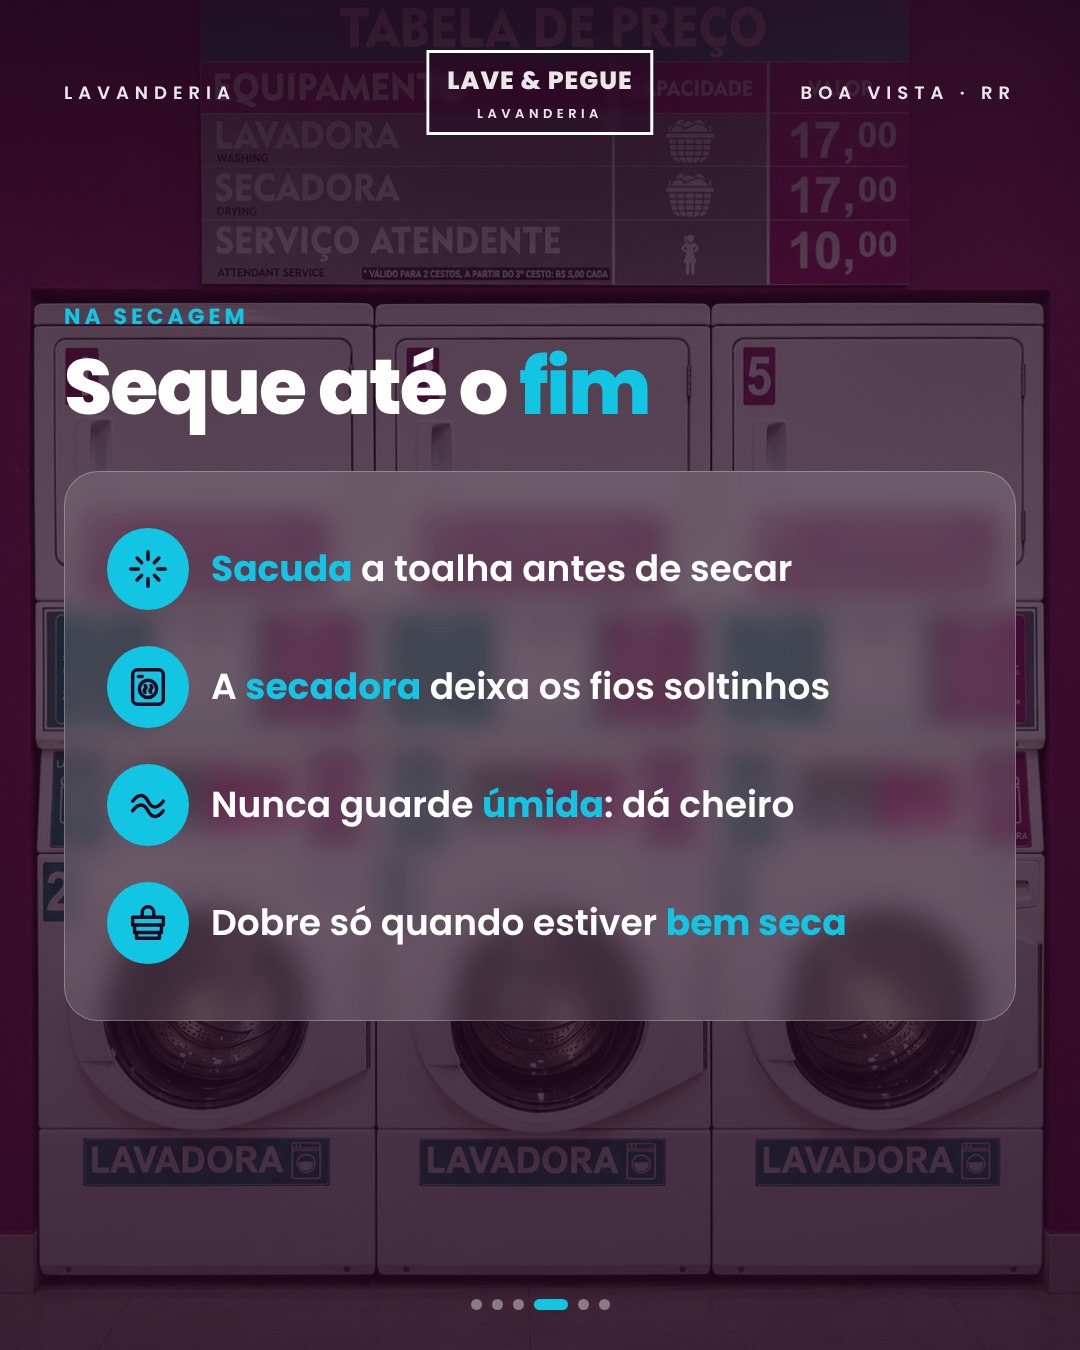 TABELA DE PREÇO
LAVANDERIA
LAVE & PEGUE
LAVANDERIA
BOA VISTA · RR
VALOR
LAVADORA
WASHING
17,00
SECADORA
DRYING
17,00
SERVIÇO ATENDENTE
10,00
ATTENDANT SERVICE
* VÁLIDO PARA 2 CESTOS, A PARTIR DO 3º CESTO: R$ 5,00 CADA
NA SECAGEM
Seque até o fim
5
Sacuda a toalha antes de secar
A secadora deixa os fios soltinhos
Nunca guarde úmida: dá cheiro
2
Dobre só quando estiver bem seca
LAVADORA
LAVADORA
LAVADORA